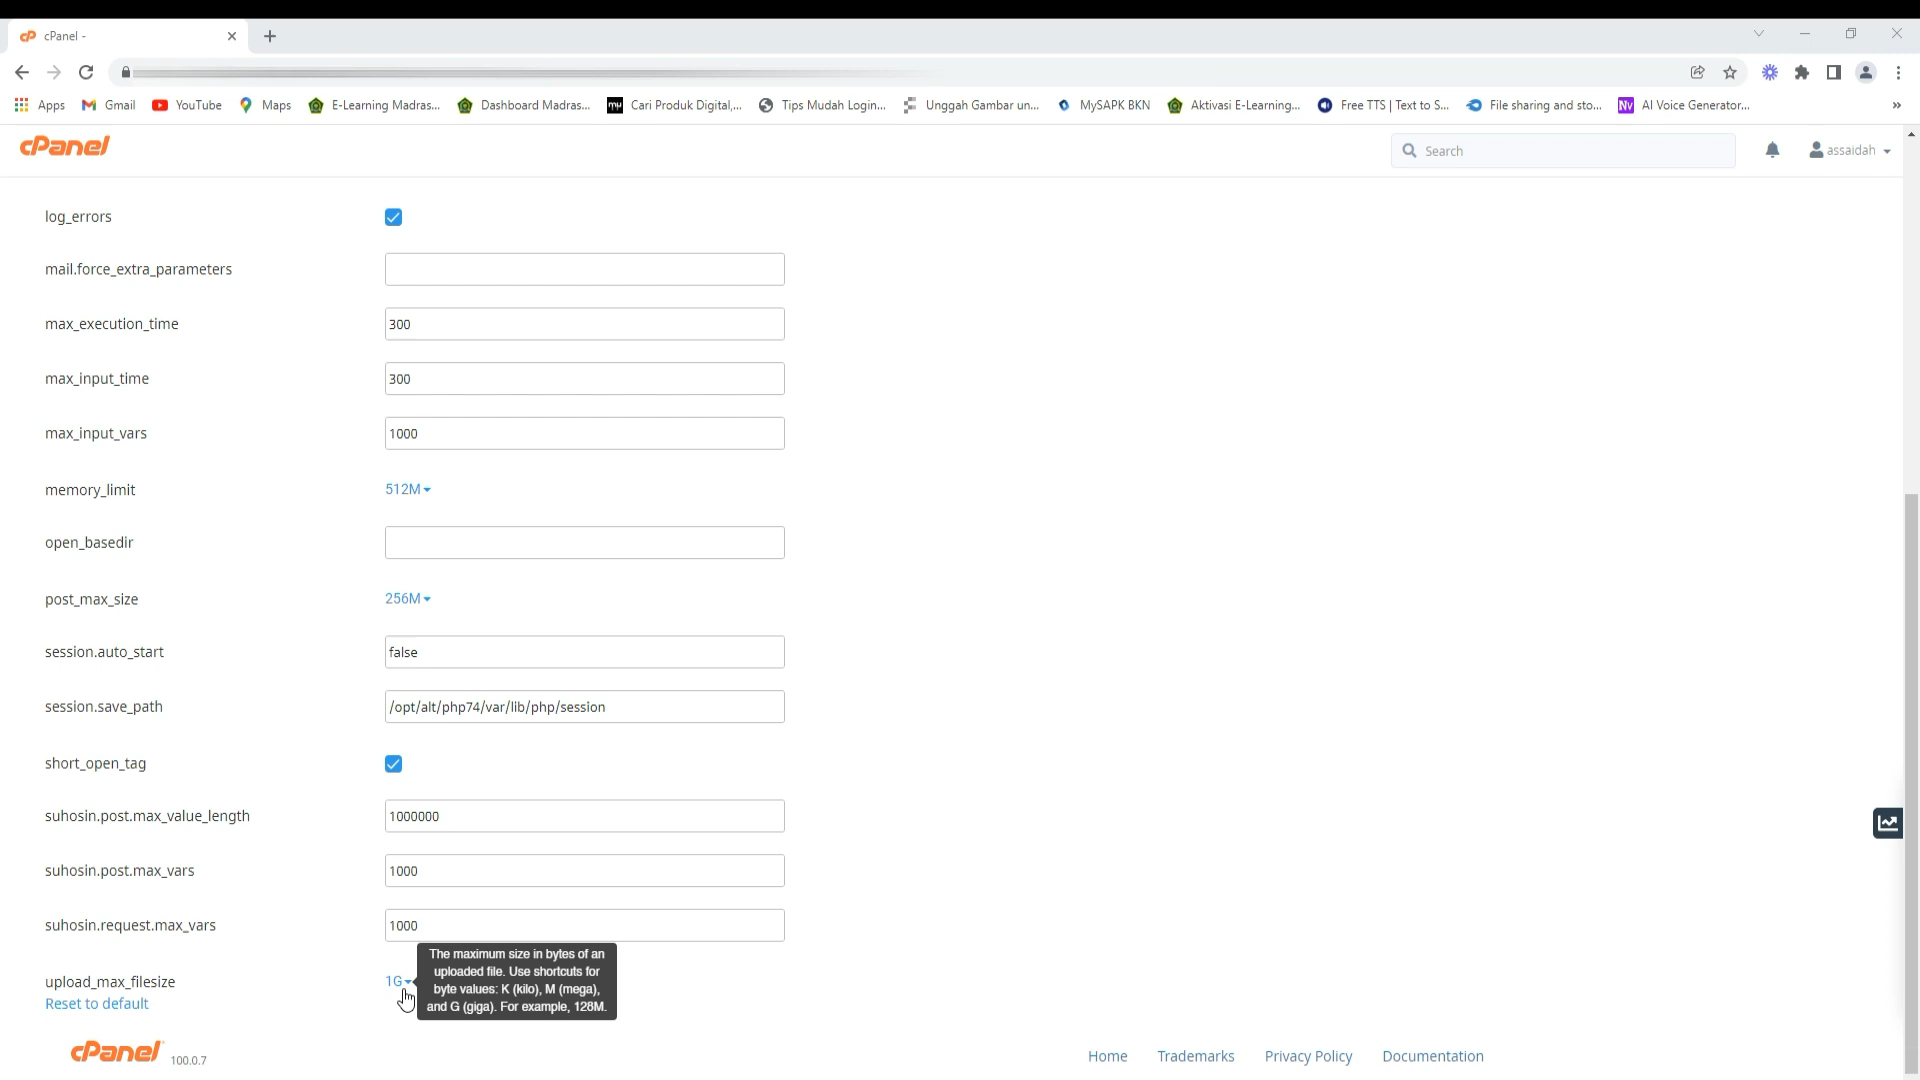 cPanel -
Apps Gmail YouTube Maps E-Learning Madras... Dashboard Madras... Cari Produk Digital,... Tips Mudah Login... Unggah Gambar un... MySAPK BKN Aktivasi E-Learning... Free TTS | Text to S... File sharing and sto... Nv AI Voice Generator... »
cPanel Search assaidah
log_errors
mail.force_extra_parameters
max_execution_time 300
max_input_time 300
max_input_vars 1000
memory_limit 512M
open_basedir
post_max_size 256M
session.auto_start false
session.save_path /opt/alt/php74/var/lib/php/session
short_open_tag
suhosin.post.max_value_length 1000000
suhosin.post.max_vars 1000
suhosin.request.max_vars 1000
upload_max_filesize 1G
The maximum size in bytes of an
uploaded file. Use shortcuts for
byte values: K (kilo), M (mega),
and G (giga). For example, 128M.
Reset to default
cPanel 100.0.7 Home Trademarks Privacy Policy Documentation